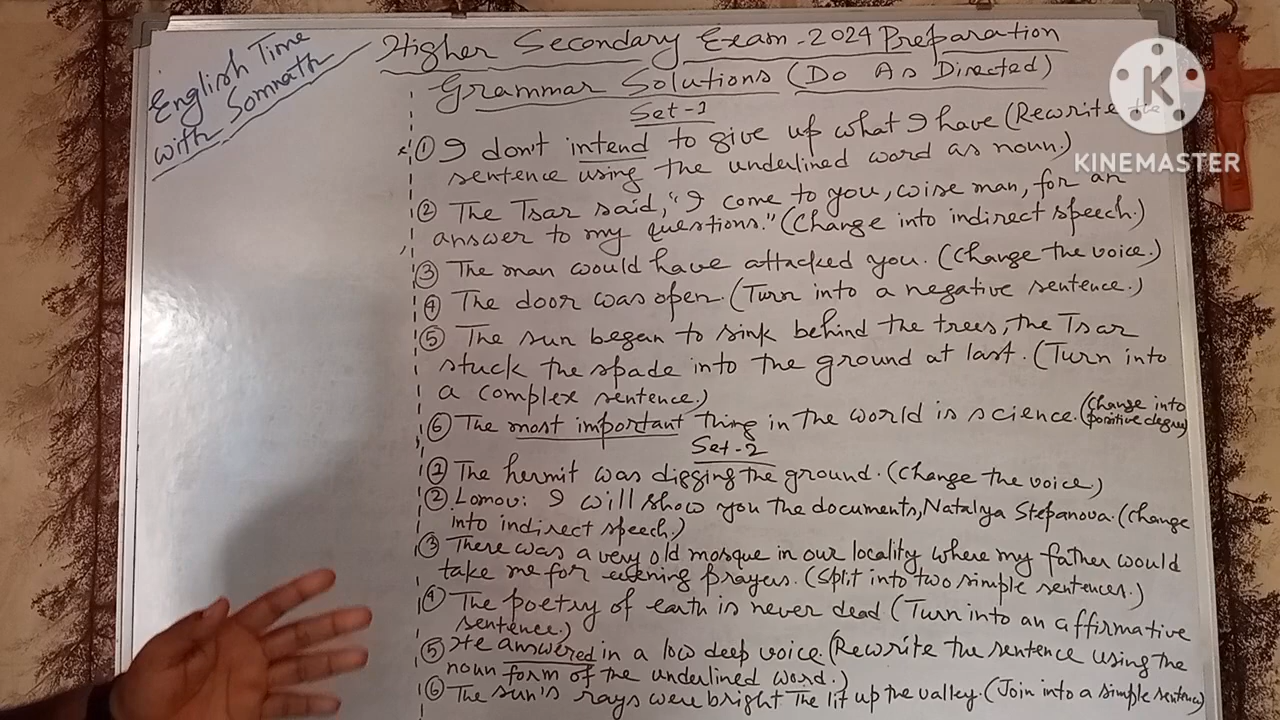 English Time
with Somnath
Higher Secondary Exam-2024 Preparation
Grammar Solutions (Do As Directed)
Set-1
① I don't intend to give up what I have (Rewrite the
sentence using the underlined word as noun.)
② The Tsar said, "I come to you, wise man, for an
answer to my questions." (Change into indirect speech.)
③ The man would have attacked you. (Change the voice.)
④ The door was open. (Turn into a negative sentence.)
⑤ The sun began to sink behind the trees, the Tsar
stuck the spade into the ground at last. (Turn into
a complex sentence.)
⑥ The most important thing in the world is science. (Change into
positive degree)
Set-2
① The hermit was digging the ground. (Change the voice)
② Lomov: I will show you the documents, Natalya Stepanova. (Change
into indirect speech.)
③ There was a very old mosque in our locality where my father would
take me for evening prayers. (Split into two simple sentences.)
④ The poetry of earth is never dead (Turn into an affirmative
sentence.)
⑤ He answered in a low deep voice. (Rewrite the sentence using the
noun form of the underlined word.)
⑥ The sun's rays were bright The lit up the valley. (Join into a simple sentence)
K
KINEMASTER